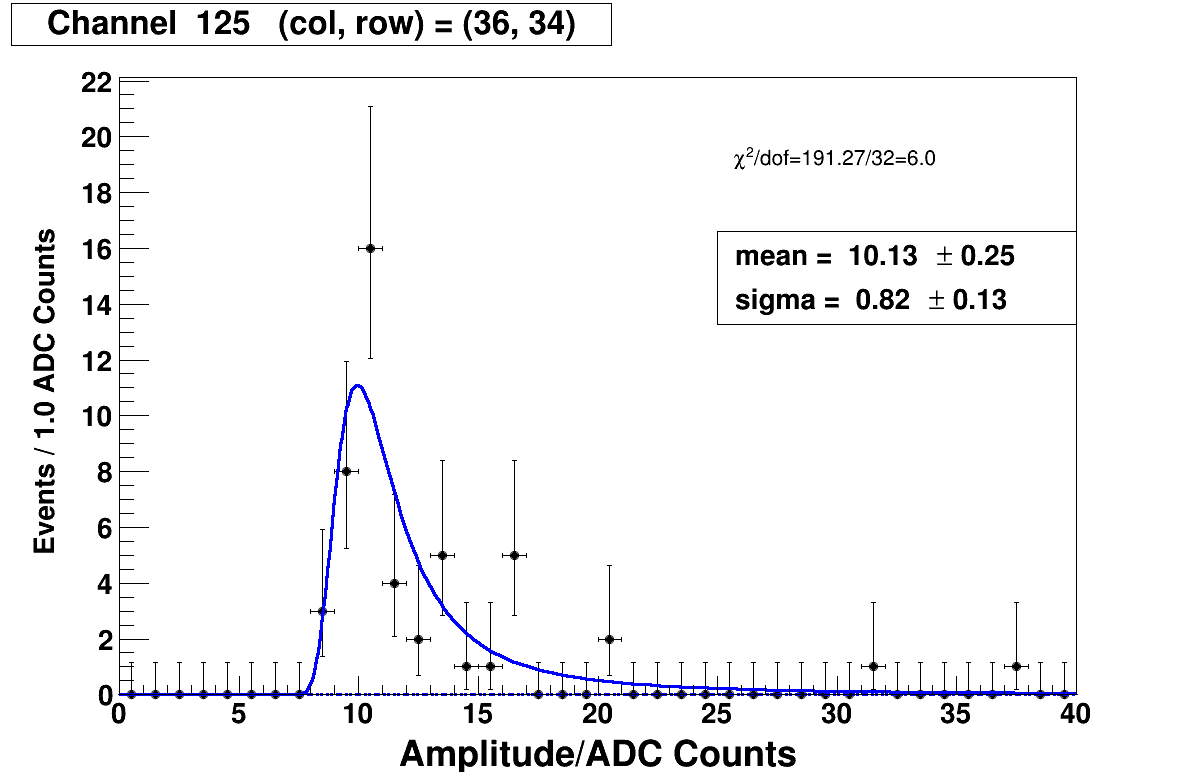 Channel 125 (col, row) = (36, 34)
22
20
18
16
14
12
10
8
6
4
2
0
Events / 1.0 ADC Counts
χ²/dof=191.27/32=6.0
mean = 10.13 ± 0.25
sigma = 0.82 ± 0.13
0 5 10 15 20 25 30 35 40
Amplitude/ADC Counts